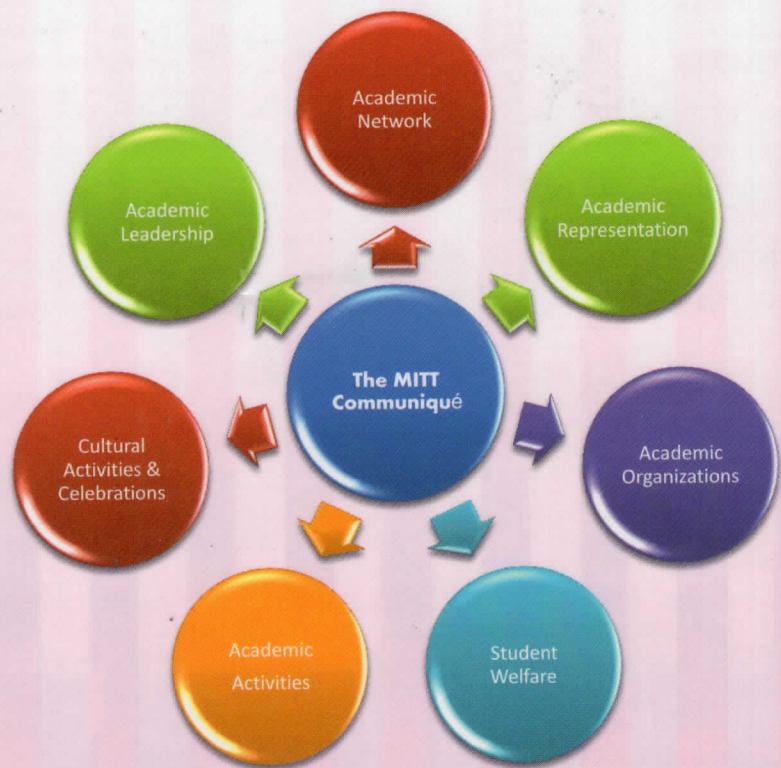 Academic
Network
Academic
Leadership
Academic
Representation
The MITT
Communiqué
Cultural
Activities &
Celebrations
Academic
Organizations
Academic
Activities
Student
Welfare